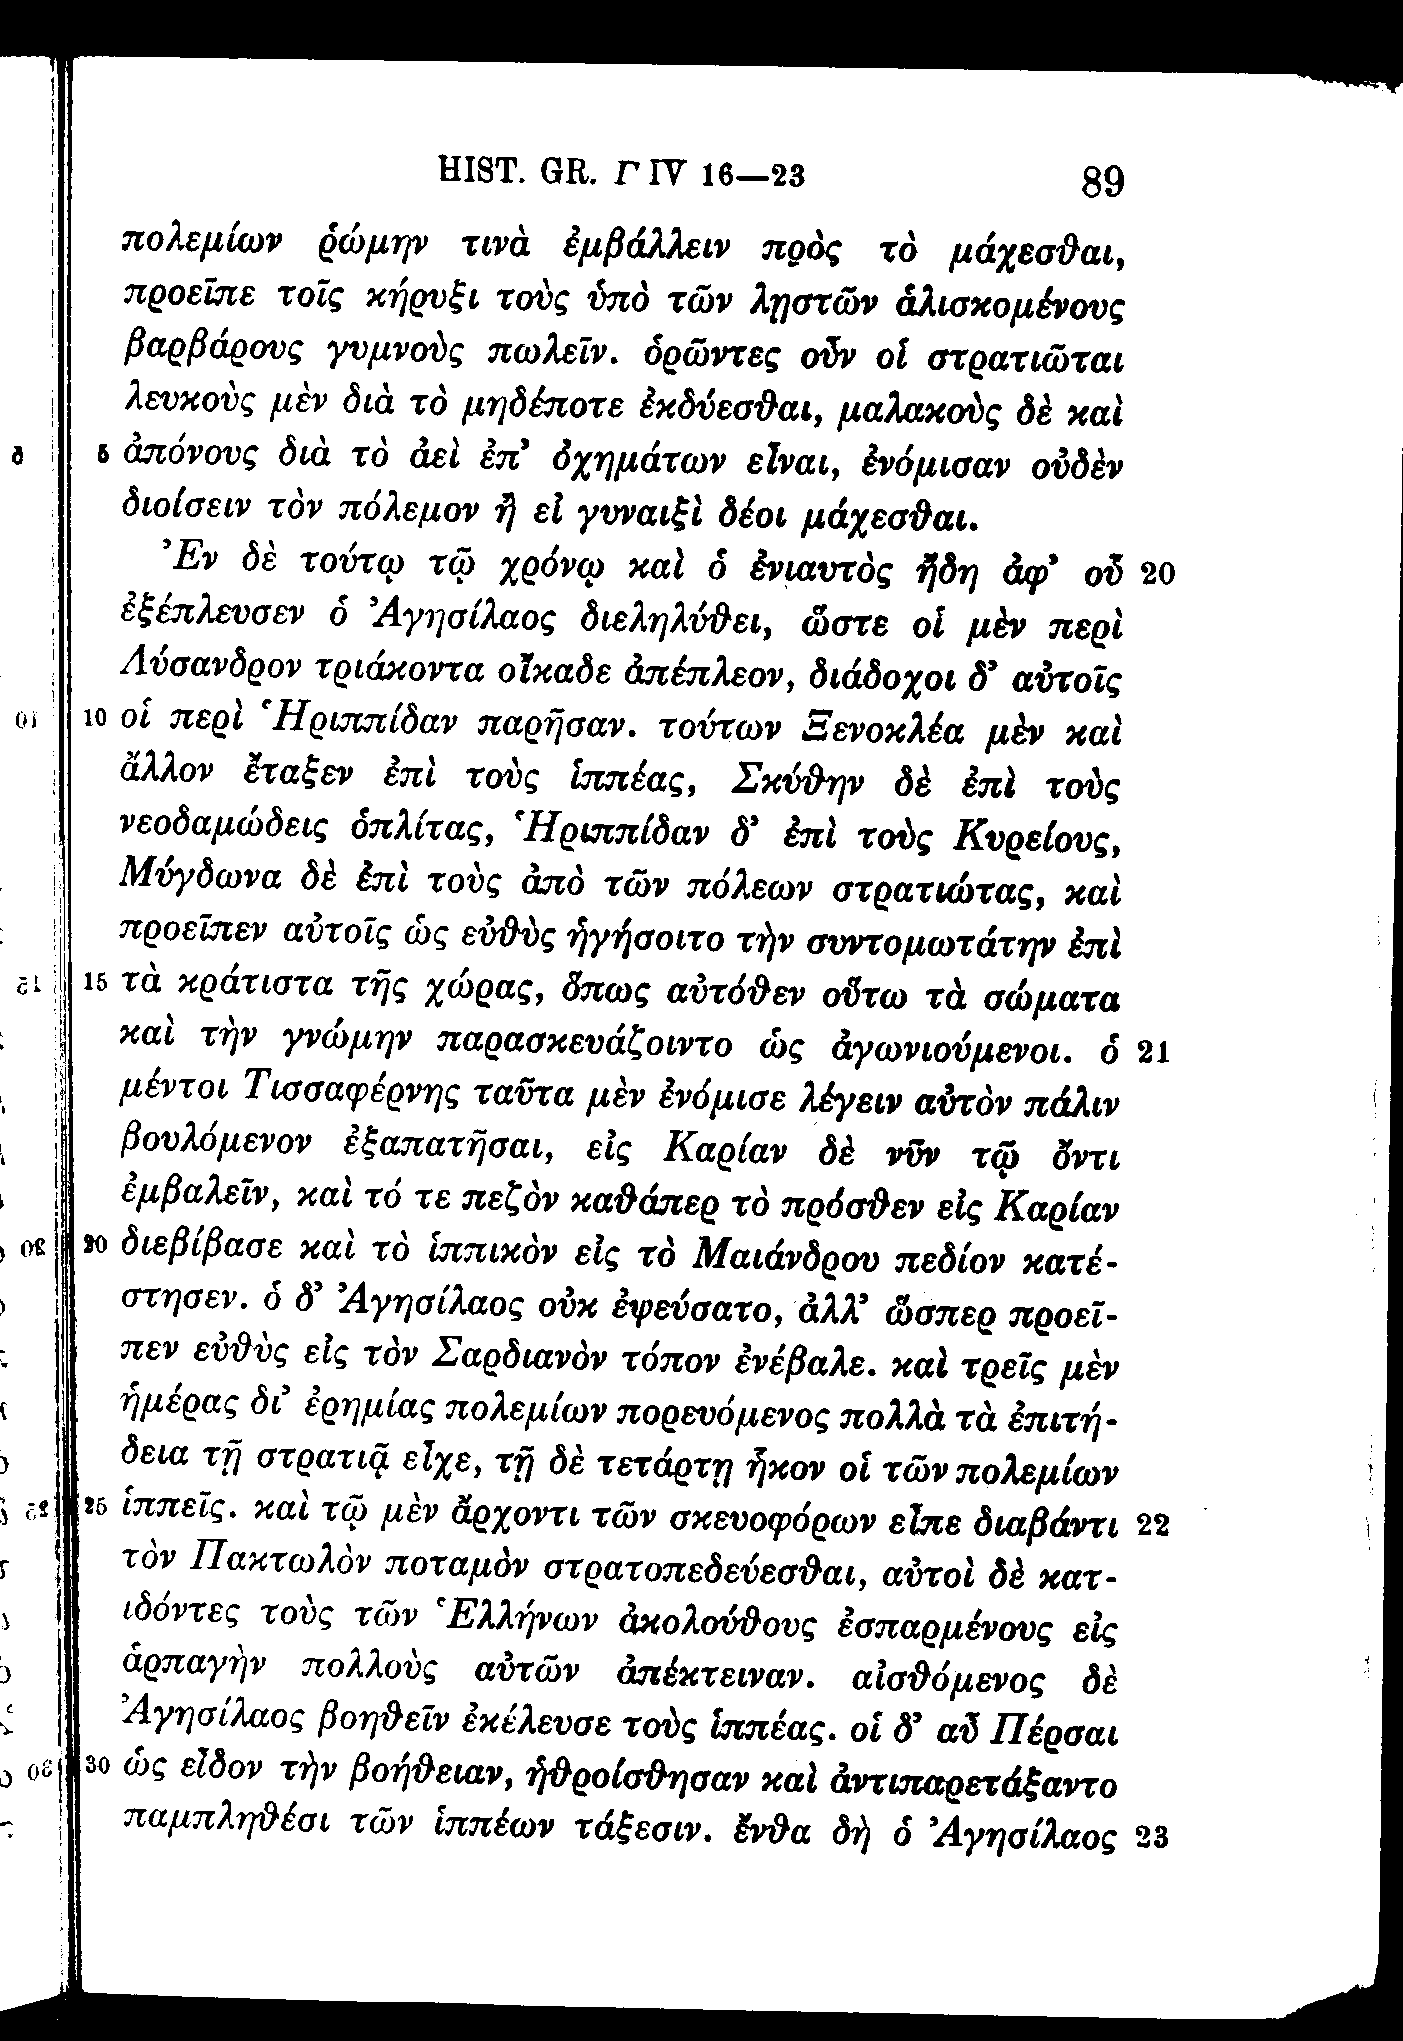 HIST. GR. Γ IV 16—23 89
πολεμίων ῥώμην τινὰ ἐμβάλλειν πρὸς τὸ μάχεσθαι,
προεῖπε τοῖς κήρυξι τοὺς ὑπὸ τῶν λῃστῶν ἁλισκομένους
βαρβάρους γυμνοὺς πωλεῖν. ὁρῶντες οὖν οἱ στρατιῶται
λευκοὺς μὲν διὰ τὸ μηδέποτε ἐκδύεσθαι, μαλακοὺς δὲ καὶ
5 ἀπόνους διὰ τὸ ἀεὶ ἐπ’ ὀχημάτων εἶναι, ἐνόμισαν οὐδὲν
διοίσειν τὸν πόλεμον ἢ εἰ γυναιξὶ δέοι μάχεσθαι.
Ἐν δὲ τούτῳ τῷ χρόνῳ καὶ ὁ ἐνιαυτὸς ἤδη ἀφ’ οὗ 20
ἐξέπλευσεν ὁ Ἀγησίλαος διεληλύθει, ὥστε οἱ μὲν περὶ
Λύσανδρον τριάκοντα οἴκαδε ἀπέπλεον, διάδοχοι δ’ αὐτοῖς
10 οἱ περὶ Ἡριππίδαν παρῆσαν. τούτων Ξενοκλέα μὲν καὶ
ἄλλον ἔταξεν ἐπὶ τοὺς ἱππέας, Σκύθην δὲ ἐπὶ τοὺς
νεοδαμώδεις ὁπλίτας, Ἡριππίδαν δ’ ἐπὶ τοὺς Κυρείους,
Μύγδωνα δὲ ἐπὶ τοὺς ἀπὸ τῶν πόλεων στρατιώτας, καὶ
προεῖπεν αὐτοῖς ὡς εὐθὺς ἡγήσοιτο τὴν συντομωτάτην ἐπὶ
15 τὰ κράτιστα τῆς χώρας, ὅπως αὐτόθεν οὕτω τὰ σώματα
καὶ τὴν γνώμην παρασκευάζοιντο ὡς ἀγωνιούμενοι. ὁ 21
μέντοι Τισσαφέρνης ταῦτα μὲν ἐνόμισε λέγειν αὐτὸν πάλιν
βουλόμενον ἐξαπατῆσαι, εἰς Καρίαν δὲ νῦν τῷ ὄντι
ἐμβαλεῖν, καὶ τό τε πεζὸν καθάπερ τὸ πρόσθεν εἰς Καρίαν
20 διεβίβασε καὶ τὸ ἱππικὸν εἰς τὸ Μαιάνδρου πεδίον κατέ-
στησεν. ὁ δ’ Ἀγησίλαος οὐκ ἐψεύσατο, ἀλλ’ ὥσπερ προεῖ-
πεν εὐθὺς εἰς τὸν Σαρδιανὸν τόπον ἐνέβαλε. καὶ τρεῖς μὲν
ἡμέρας δι’ ἐρημίας πολεμίων πορευόμενος πολλὰ τὰ ἐπιτή-
δεια τῇ στρατιᾷ εἶχε, τῇ δὲ τετάρτῃ ἧκον οἱ τῶν πολεμίων
25 ἱππεῖς. καὶ τῷ μὲν ἄρχοντι τῶν σκευοφόρων εἶπε διαβάντι 22
τὸν Πακτωλὸν ποταμὸν στρατοπεδεύεσθαι, αὐτοὶ δὲ κατ-
ιδόντες τοὺς τῶν Ἑλλήνων ἀκολούθους ἐσπαρμένους εἰς
ἁρπαγὴν πολλοὺς αὐτῶν ἀπέκτειναν. αἰσθόμενος δὲ
Ἀγησίλαος βοηθεῖν ἐκέλευσε τοὺς ἱππέας. οἱ δ’ αὖ Πέρσαι
30 ὡς εἶδον τὴν βοήθειαν, ἡθροίσθησαν καὶ ἀντιπαρετάξαντο
παμπληθέσι τῶν ἱππέων τάξεσιν. ἔνθα δὴ ὁ Ἀγησίλαος 23